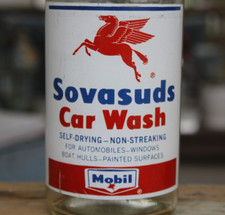 Sovasuds
Car Wash
SELF-DRYING–NON-STREAKING
FOR AUTOMOBILES–WINDOWS
BOAT HULLS–PAINTED SURFACES
Mobil